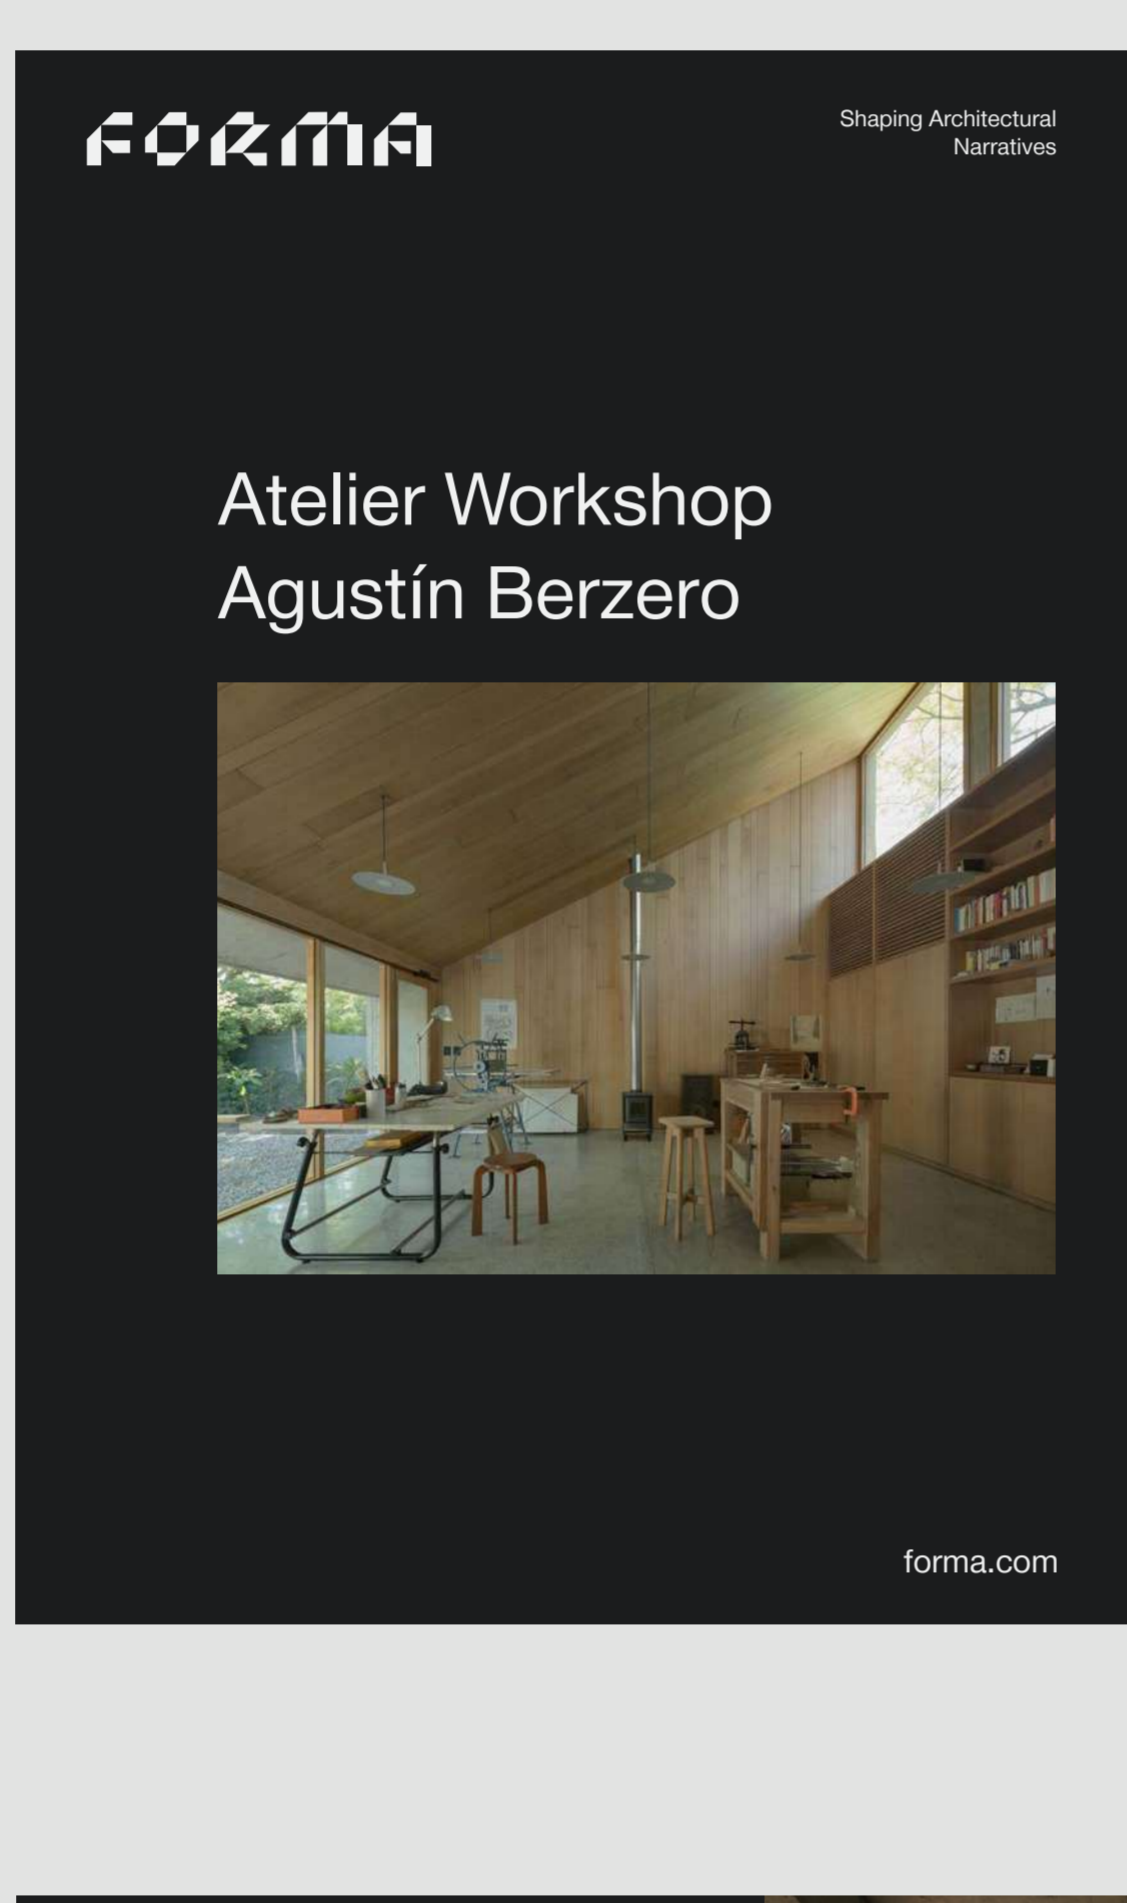 FORMA
Shaping Architectural
Narratives
Atelier Workshop
Agustín Berzero
forma.com